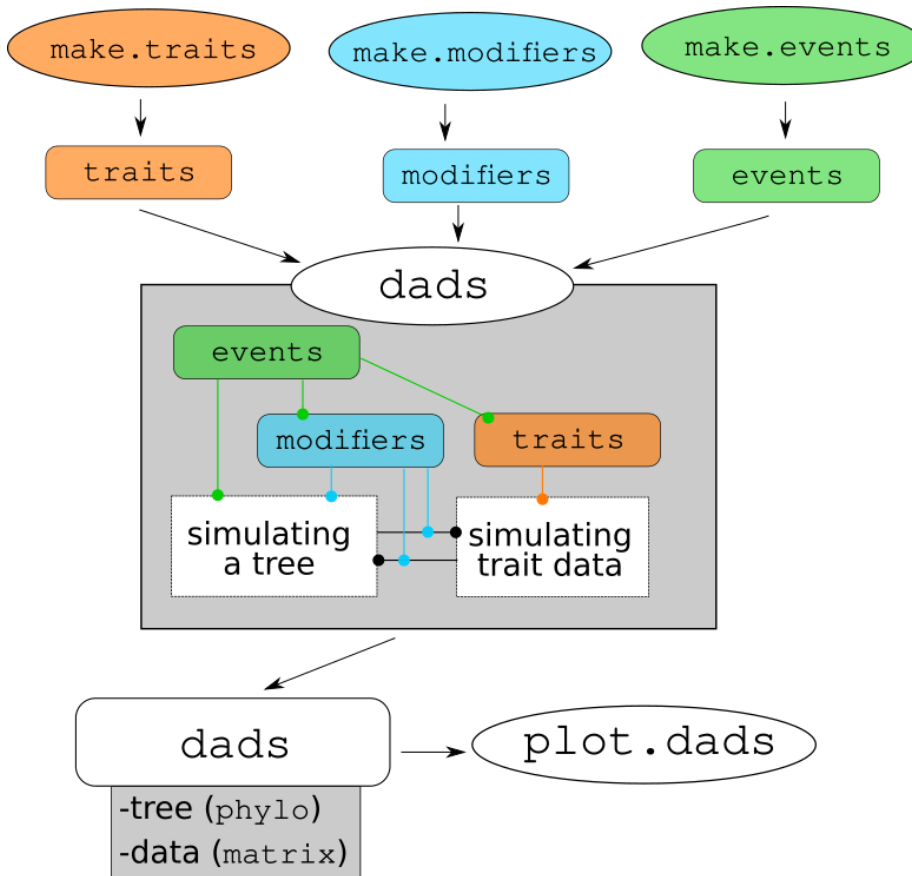 make.traits
make.modifiers
make.events
traits
modifiers
events
dads
events
modifiers
traits
simulating
a tree
simulating
trait data
dads
plot.dads
-tree (phylo)
-data (matrix)